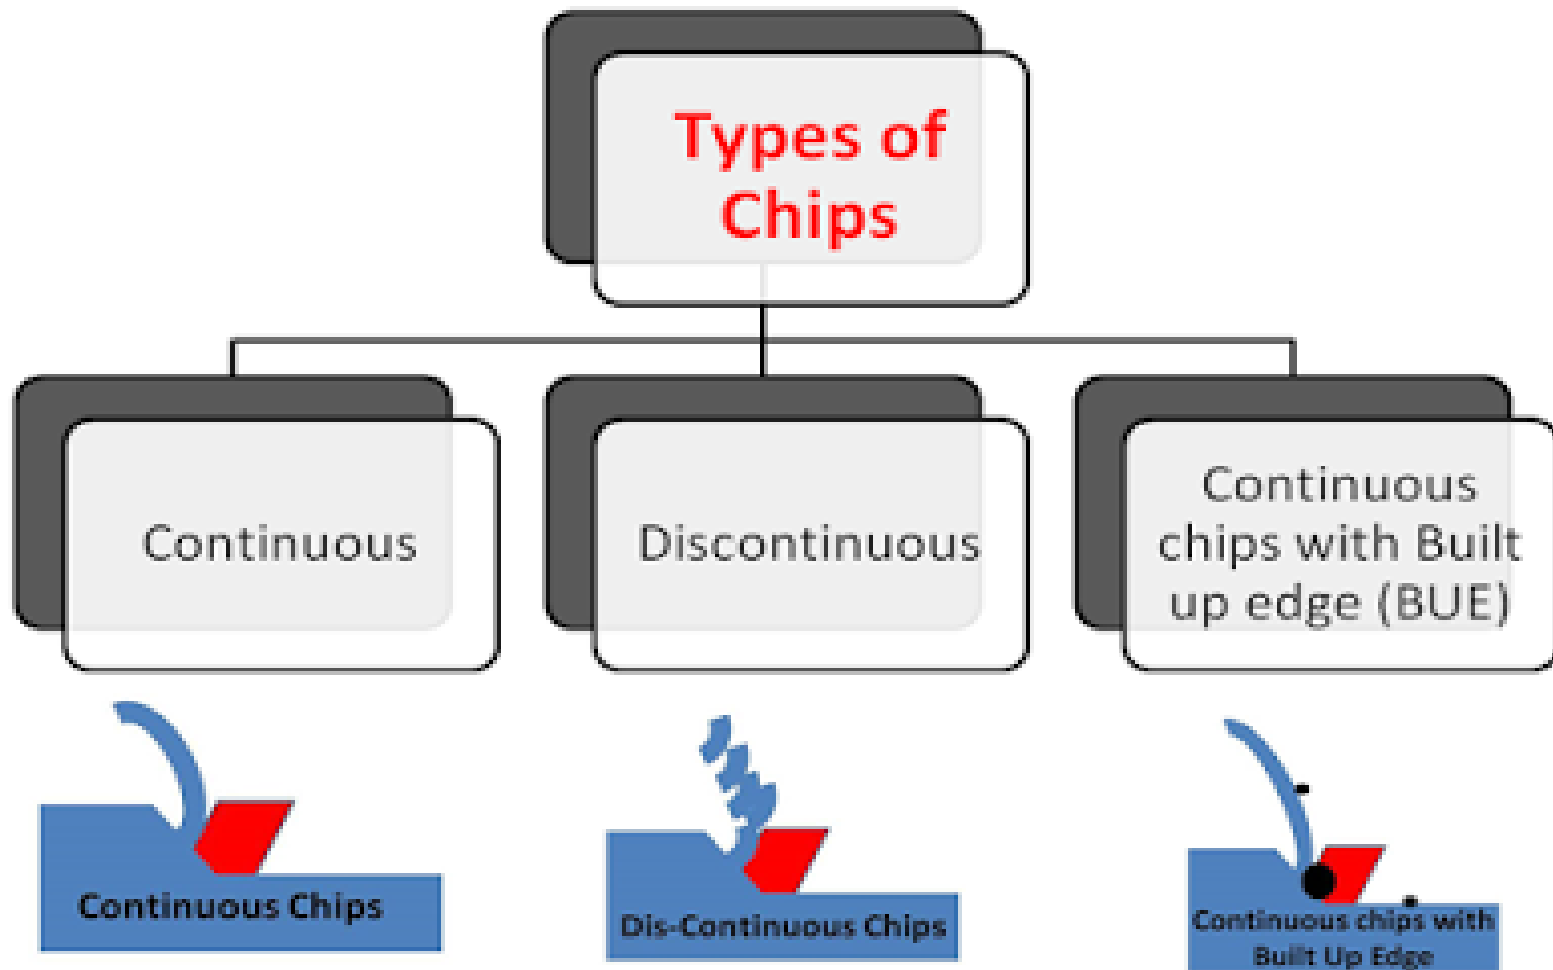 Types of
Chips
Continuous
Discontinuous
Continuous
chips with Built
up edge (BUE)
Continuous Chips
Dis-Continuous Chips
Continuous chips with
Built Up Edge